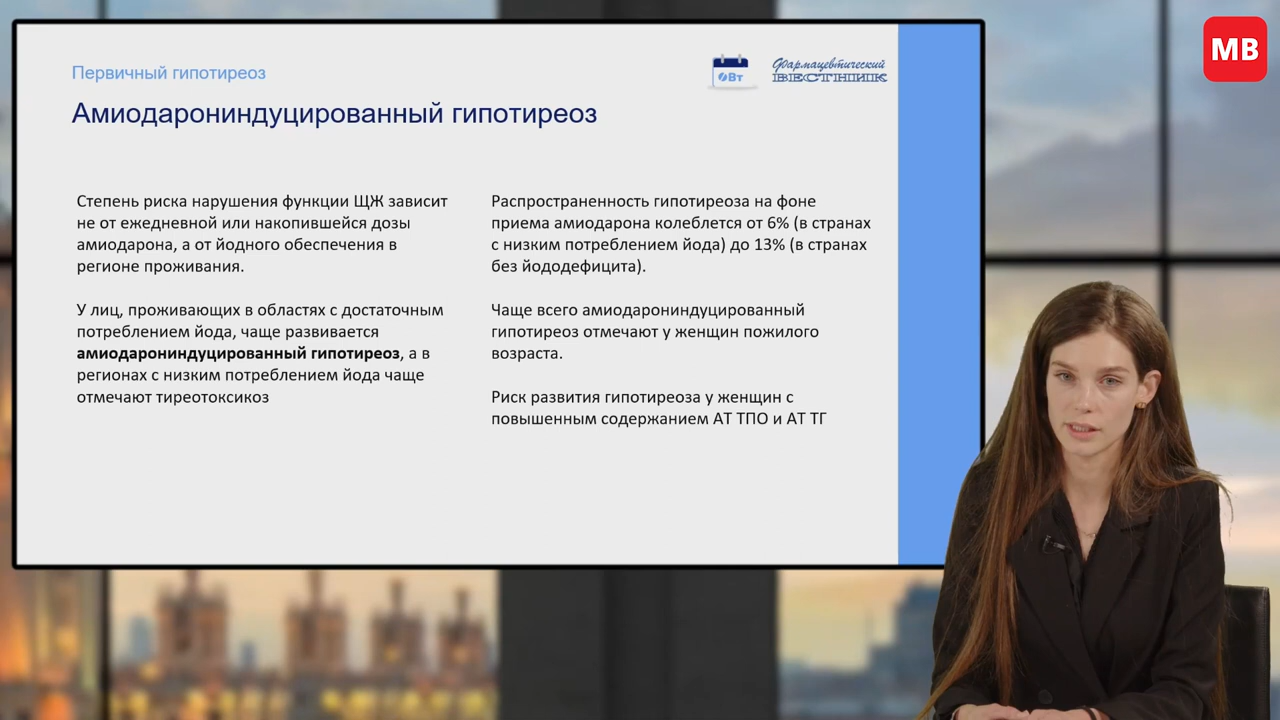 Первичный гипотиреоз
Амиодарониндуцированный гипотиреоз
Вт
Фармацевтический
ВЕСТНИК
МВ
Степень риска нарушения функции ЩЖ зависит
не от ежедневной или накопившейся дозы
амиодарона, а от йодного обеспечения в
регионе проживания.
У лиц, проживающих в областях с достаточным
потреблением йода, чаще развивается
амиодарониндуцированный гипотиреоз, а в
регионах с низким потреблением йода чаще
отмечают тиреотоксикоз
Распространенность гипотиреоза на фоне
приема амиодарона колеблется от 6% (в странах
с низким потреблением йода) до 13% (в странах
без йододефицита).
Чаще всего амиодарониндуцированный
гипотиреоз отмечают у женщин пожилого
возраста.
Риск развития гипотиреоза у женщин с
повышенным содержанием АТ ТПО и АТ ТГ